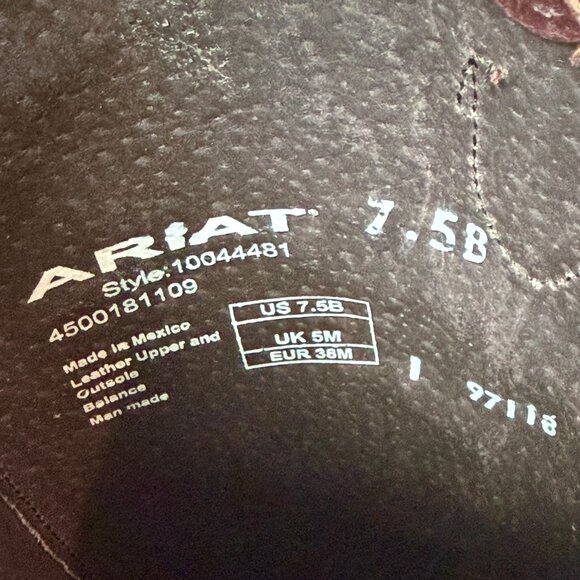 ARIAT
7.5B
Style:10044481
4500181109
US 7.5B
UK 5M
EUR 38M
Made in Mexico
Leather Upper and
Outsole
Balance
Man made
1 97118